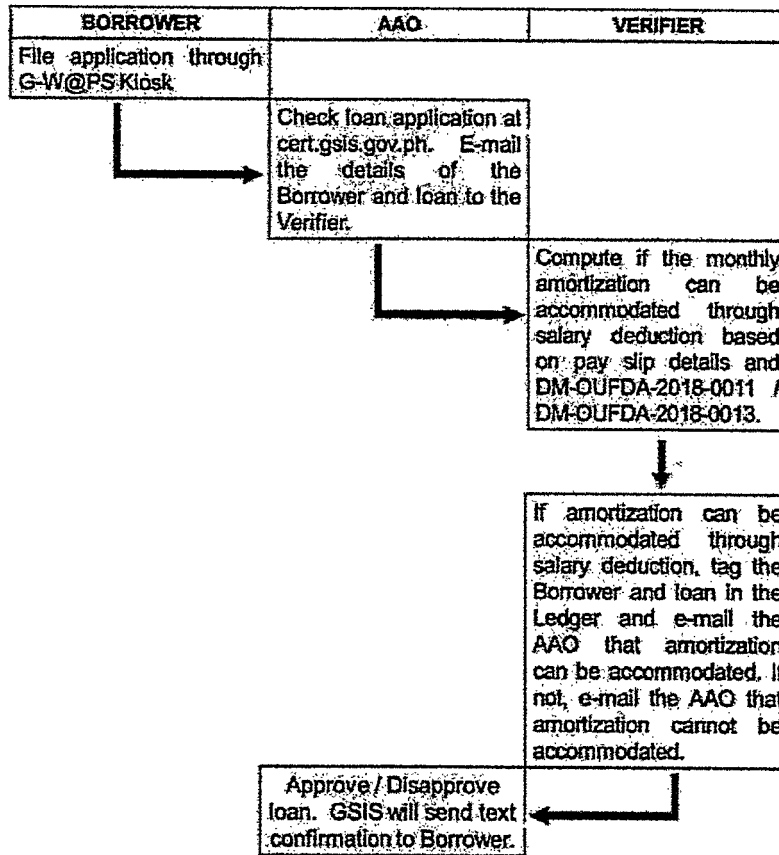 BORROWER AAO VERIFIER
File application through
G-W@PS Kiosk
Check loan application at
cert.gsis.gov.ph. E-mail
the details of the
Borrower and loan to the
Verifier.
Compute if the monthly
amortization can be
accommodated through
salary deduction based
on pay slip details and
DM-OUFDA-2018-0011 /
DM-OUFDA-2018-0013.
If amortization can be
accommodated through
salary deduction, tag the
Borrower and loan in the
Ledger and e-mail the
AAO that amortization
can be accommodated. If
not, e-mail the AAO that
amortization cannot be
accommodated.
Approve / Disapprove
loan. GSIS will send text
confirmation to Borrower.